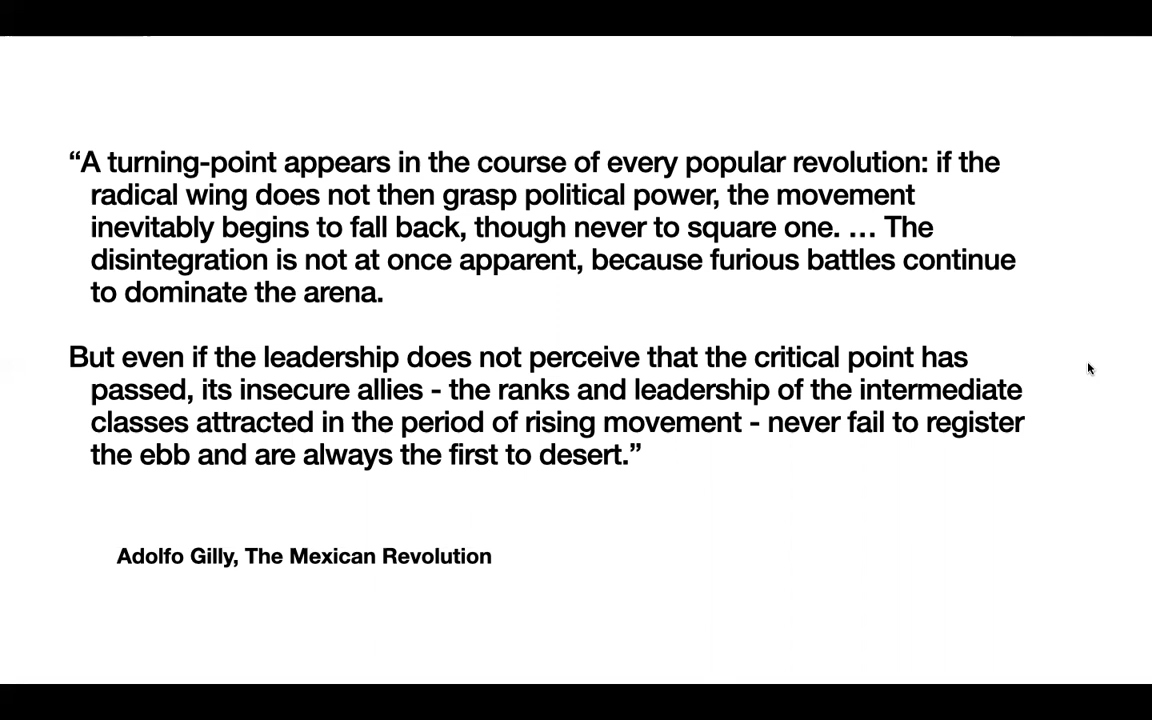 “A turning-point appears in the course of every popular revolution: if the
radical wing does not then grasp political power, the movement
inevitably begins to fall back, though never to square one. … The
disintegration is not at once apparent, because furious battles continue
to dominate the arena.
But even if the leadership does not perceive that the critical point has
passed, its insecure allies - the ranks and leadership of the intermediate
classes attracted in the period of rising movement - never fail to register
the ebb and are always the first to desert.”
Adolfo Gilly, The Mexican Revolution